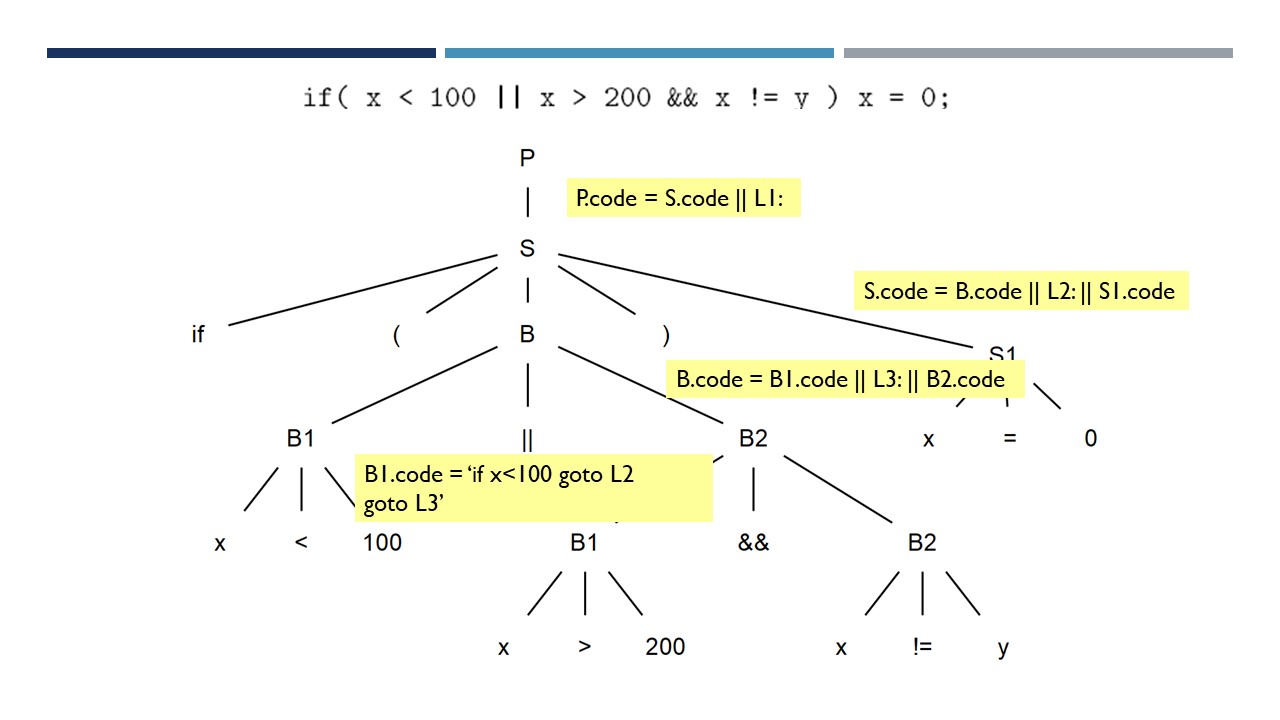 if( x < 100 || x > 200 && x != y ) x = 0;
P
P.code = S.code || L1:
S
S.code = B.code || L2: || S1.code
if ( B ) S1
B.code = B1.code || L3: || B2.code
B1 || B2 x = 0
B1.code = ‘if x<100 goto L2
goto L3’
x < 100 B1 && B2
x > 200 x != y